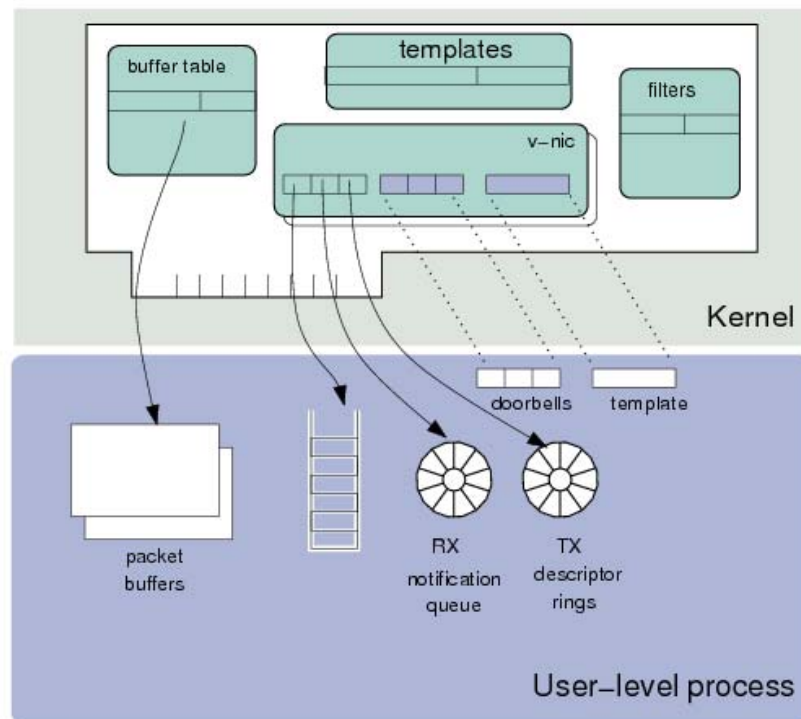 templates
buffer table
filters
v-nic
Kernel
doorbells
template
packet
buffers
RX
TX
notification
queue
descriptor
rings
User-level process